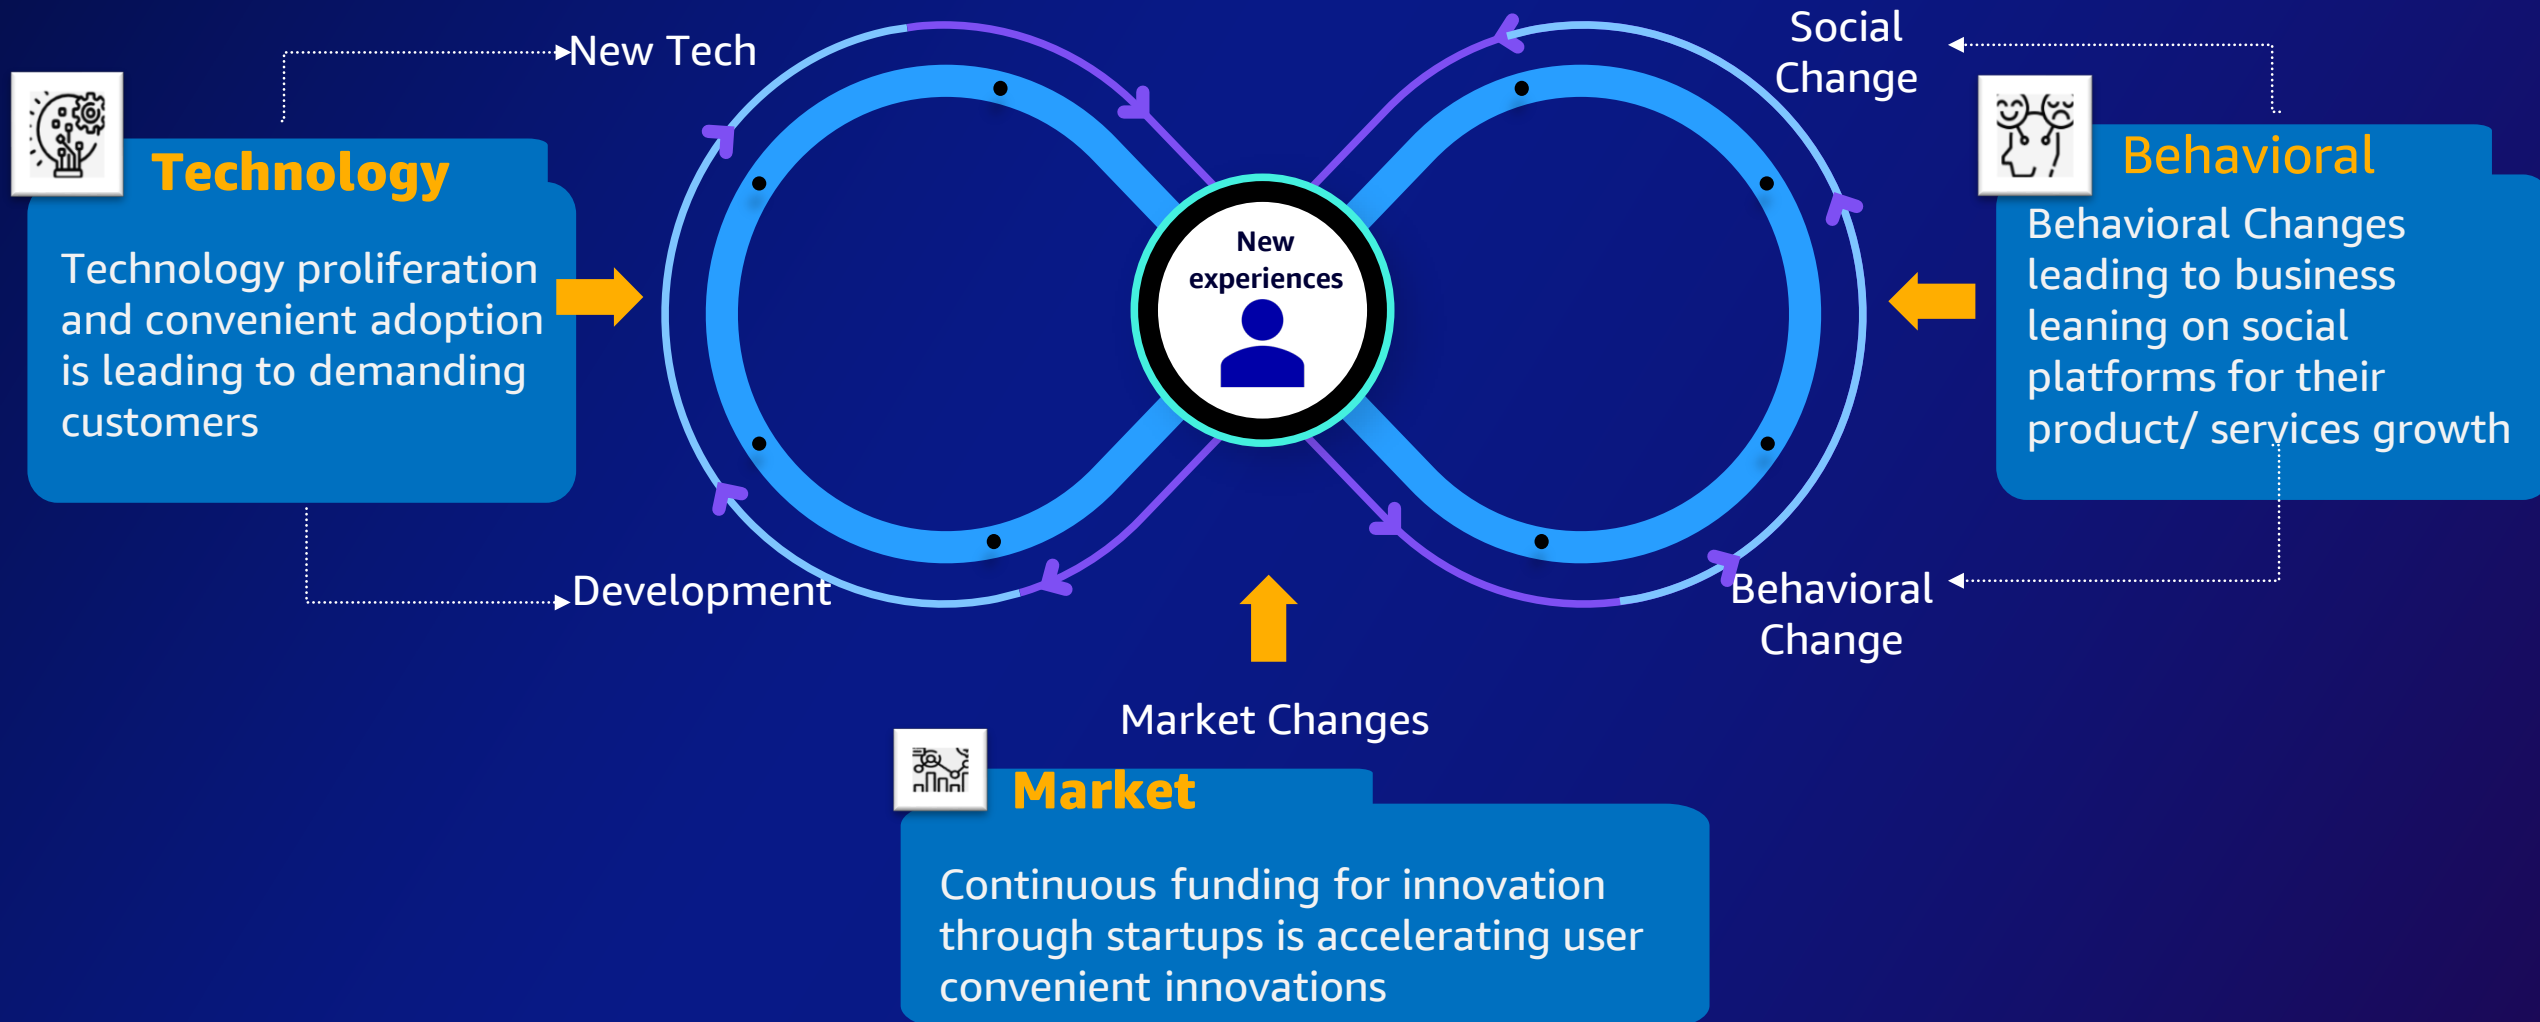 New Tech
Technology
Technology proliferation
and convenient adoption
is leading to demanding
customers
Development
New
experiences
Social
Change
Behavioral
Behavioral Changes
leading to business
leaning on social
platforms for their
product/ services growth
Behavioral
Change
Market Changes
Market
Continuous funding for innovation
through startups is accelerating user
convenient innovations